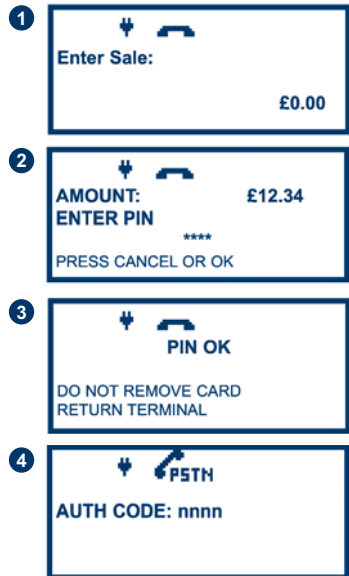 1
Enter Sale:
£0.00
2
AMOUNT: £12.34
ENTER PIN
****
PRESS CANCEL OR OK
3
PIN OK
DO NOT REMOVE CARD
RETURN TERMINAL
4
PSTN
AUTH CODE: nnnn